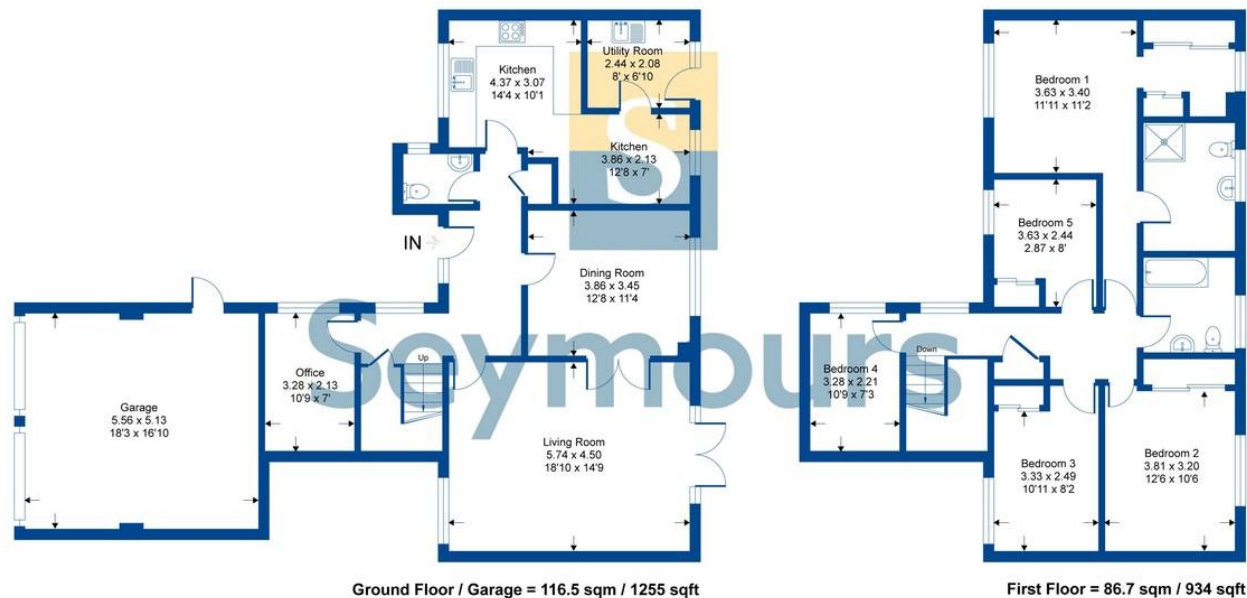 Kitchen
4.37 x 3.07
14'4 x 10'1
Utility Room
2.44 x 2.08
8' x 6'10
Kitchen
3.86 x 2.13
12'8 x 7'
S
IN
Dining Room
3.86 x 3.45
12'8 x 11'4
Seymours
Office
3.28 x 2.13
10'9 x 7'
Up
Garage
5.56 x 5.13
18'3 x 16'10
Living Room
5.74 x 4.50
18'10 x 14'9
Ground Floor / Garage = 116.5 sqm / 1255 sqft
Bedroom 1
3.63 x 3.40
11'11 x 11'2
Bedroom 5
3.63 x 2.44
2.87 x 8'
Bedroom 4
3.28 x 2.21
10'9 x 7'3
Down
Bedroom 3
3.33 x 2.49
10'11 x 8'2
Bedroom 2
3.81 x 3.20
12'6 x 10'6
First Floor = 86.7 sqm / 934 sqft